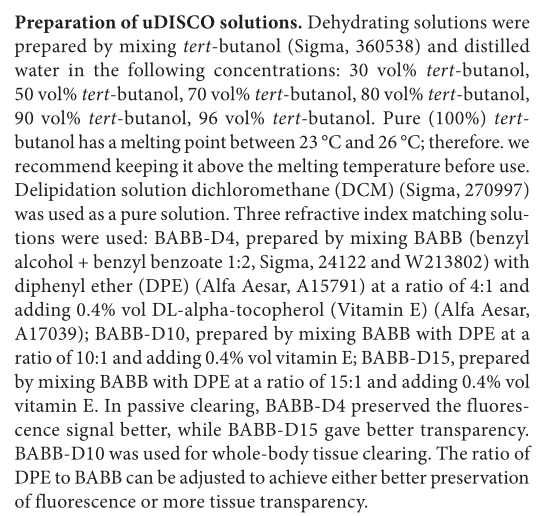 Preparation of uDISCO solutions. Dehydrating solutions were
prepared by mixing tert-butanol (Sigma, 360538) and distilled
water in the following concentrations: 30 vol% tert-butanol,
50 vol% tert-butanol, 70 vol% tert-butanol, 80 vol% tert-butanol,
90 vol% tert-butanol, 96 vol% tert-butanol. Pure (100%) tert-
butanol has a melting point between 23 °C and 26 °C; therefore. we
recommend keeping it above the melting temperature before use.
Delipidation solution dichloromethane (DCM) (Sigma, 270997)
was used as a pure solution. Three refractive index matching solu-
tions were used: BABB-D4, prepared by mixing BABB (benzyl
alcohol + benzyl benzoate 1:2, Sigma, 24122 and W213802) with
diphenyl ether (DPE) (Alfa Aesar, A15791) at a ratio of 4:1 and
adding 0.4% vol DL-alpha-tocopherol (Vitamin E) (Alfa Aesar,
A17039); BABB-D10, prepared by mixing BABB with DPE at a
ratio of 10:1 and adding 0.4% vol vitamin E; BABB-D15, prepared
by mixing BABB with DPE at a ratio of 15:1 and adding 0.4% vol
vitamin E. In passive clearing, BABB-D4 preserved the fluores-
cence signal better, while BABB-D15 gave better transparency.
BABB-D10 was used for whole-body tissue clearing. The ratio of
DPE to BABB can be adjusted to achieve either better preservation
of fluorescence or more tissue transparency.